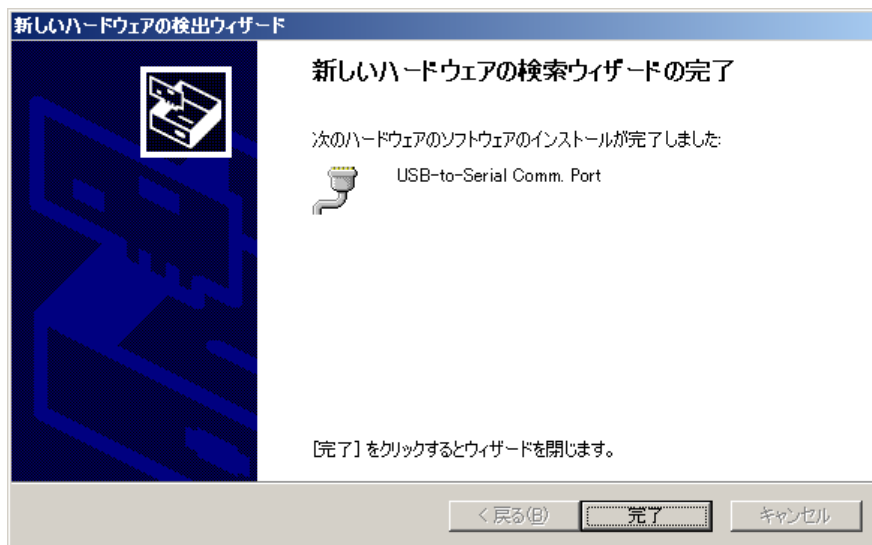 新しいハードウェアの検出ウィザード
新しいハードウェアの検索ウィザードの完了
次のハードウェアのソフトウェアのインストールが完了しました:
USB-to-Serial Comm. Port
[完了] をクリックするとウィザードを閉じます。
< 戻る(B) 完了 キャンセル